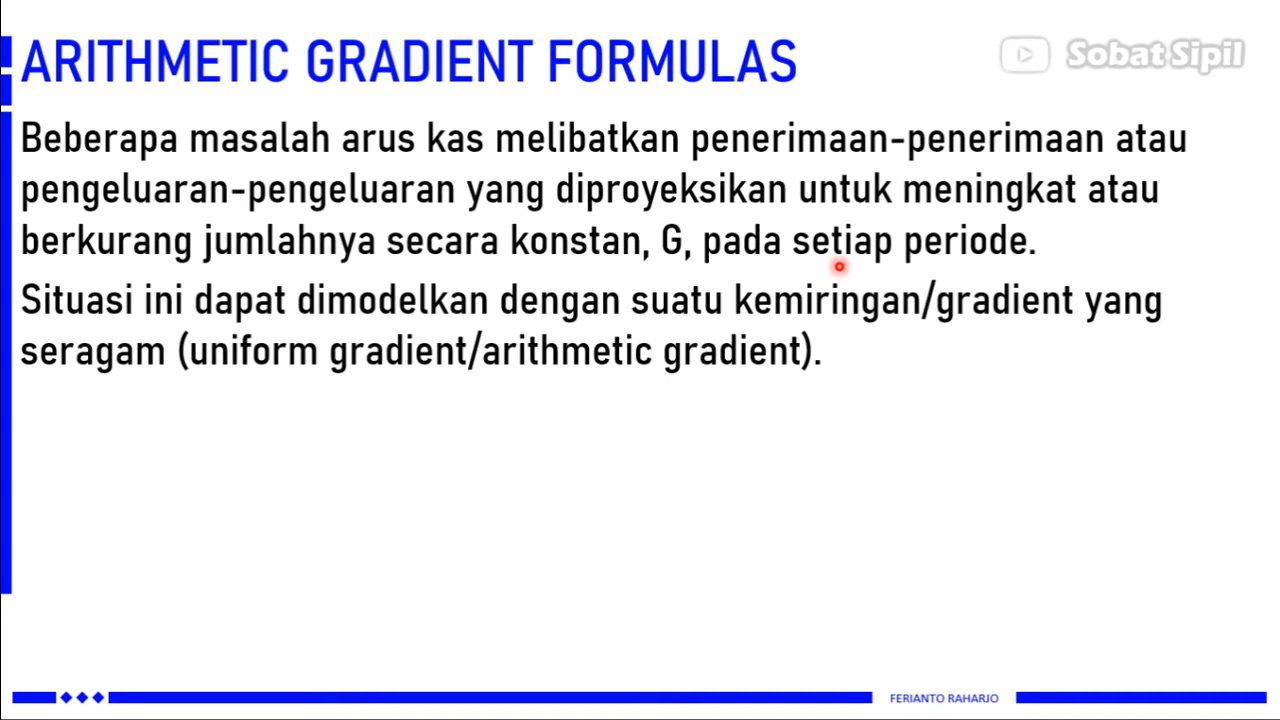 ARITHMETIC GRADIENT FORMULAS
Sobat Sipil
Beberapa masalah arus kas melibatkan penerimaan-penerimaan atau
pengeluaran-pengeluaran yang diproyeksikan untuk meningkat atau
berkurang jumlahnya secara konstan, G, pada setiap periode.
Situasi ini dapat dimodelkan dengan suatu kemiringan/gradient yang
seragam (uniform gradient/arithmetic gradient).
FERIANTO RAHARJO